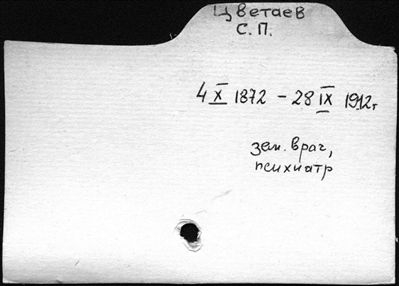 Цветаев
С.П.
4 X 1872 - 28 IX 1912г
зем. врач,
психиатр